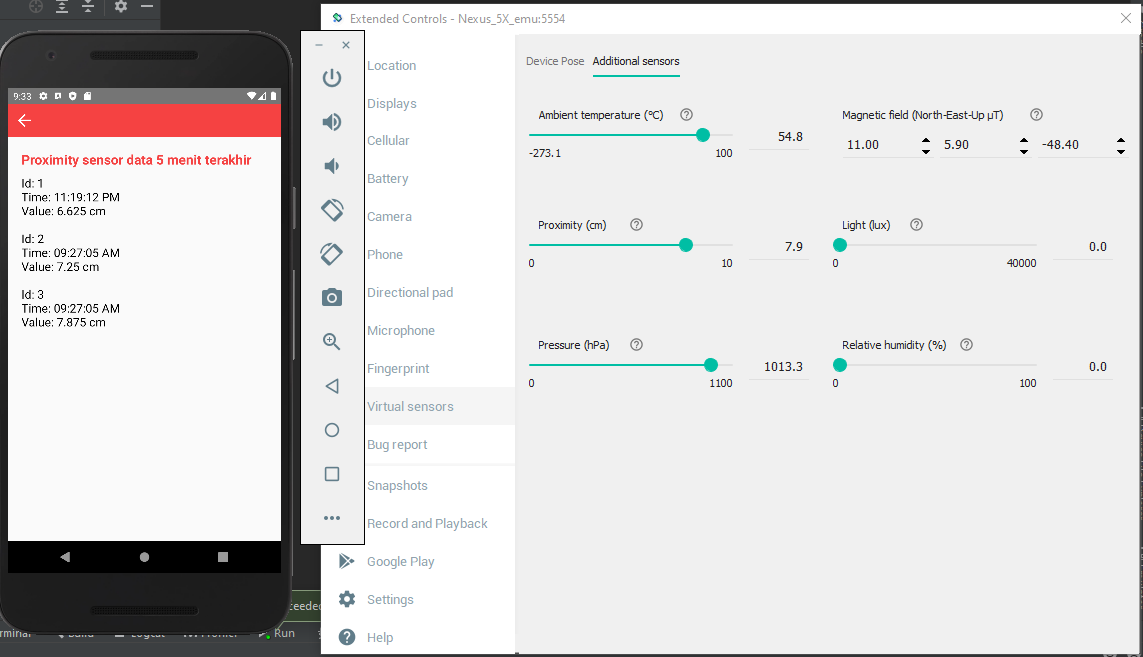 Extended Controls - Nexus_5X_emu:5554
9:33
Proximity sensor data 5 menit terakhir
Id: 1
Time: 11:19:12 PM
Value: 6.625 cm
Id: 2
Time: 09:27:05 AM
Value: 7.25 cm
Id: 3
Time: 09:27:05 AM
Value: 7.875 cm
Location
Displays
Cellular
Battery
Camera
Phone
Directional pad
Microphone
Fingerprint
Virtual sensors
Bug report
Snapshots
Record and Playback
Google Play
Settings
Help
Device Pose Additional sensors
Ambient temperature (°C)
54.8
-273.1 100
Magnetic field (North-East-Up µT)
11.00 5.90 -48.40
Proximity (cm)
7.9
0 10
Light (lux)
0.0
0 40000
Pressure (hPa)
1013.3
0 1100
Relative humidity (%)
0.0
0 100
Run